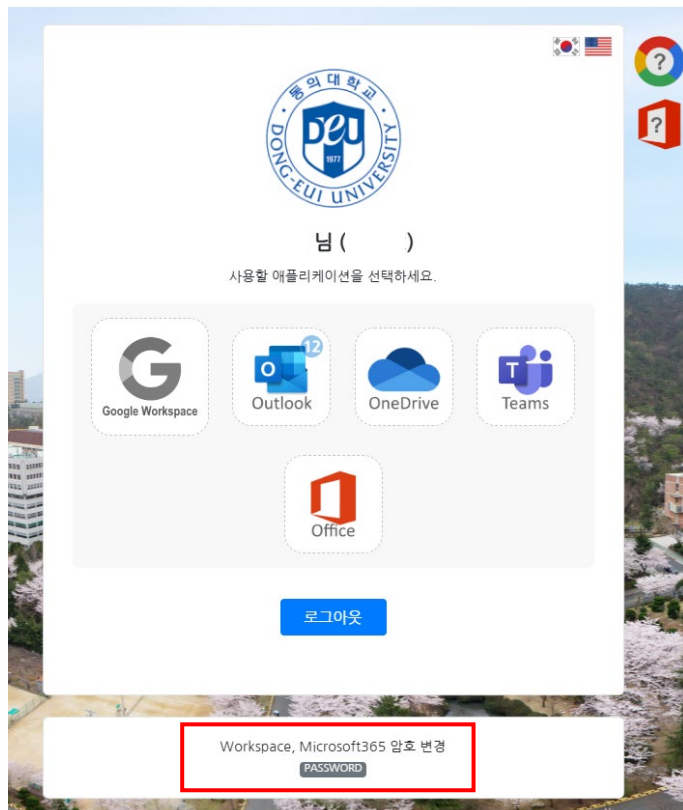 동의대학교
DEU
1977
DONG-EUI UNIVERSITY
?
?
님 ( )
사용할 애플리케이션을 선택하세요.
G
Google Workspace
O
12
Outlook
OneDrive
T
Teams
Office
로그아웃
Workspace, Microsoft365 암호 변경
PASSWORD